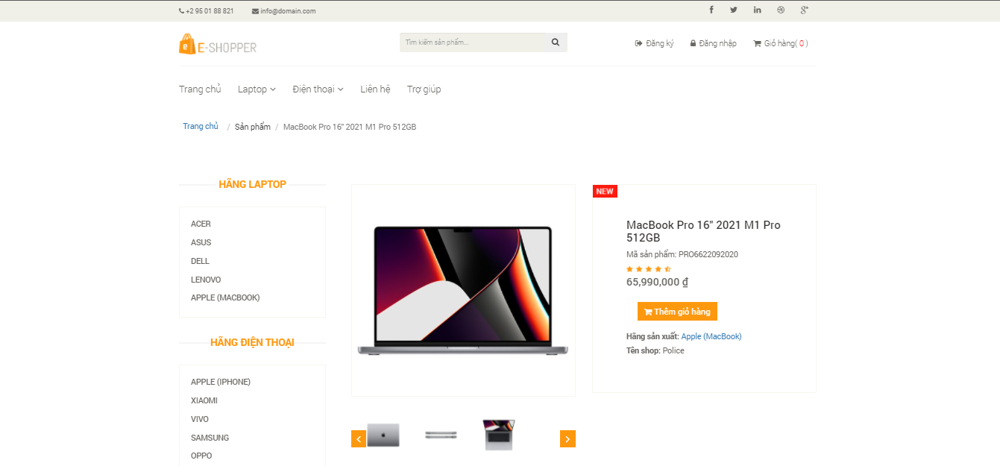 +2 95 01 88 821 info@domain.com
E-SHOPPER Tìm kiếm sản phẩm... Đăng ký Đăng nhập Giỏ hàng( 0 )
Trang chủ Laptop Điện thoại Liên hệ Trợ giúp
Trang chủ / Sản phẩm / MacBook Pro 16" 2021 M1 Pro 512GB
HÃNG LAPTOP
ACER
ASUS
DELL
LENOVO
APPLE (MACBOOK)
HÃNG ĐIỆN THOẠI
APPLE (IPHONE)
XIAOMI
VIVO
SAMSUNG
OPPO
NEW
MacBook Pro 16" 2021 M1 Pro
512GB
Mã sản phẩm: PRO6622092020
65,990,000 ₫
Thêm giỏ hàng
Hãng sản xuất: Apple (MacBook)
Tên shop: Police